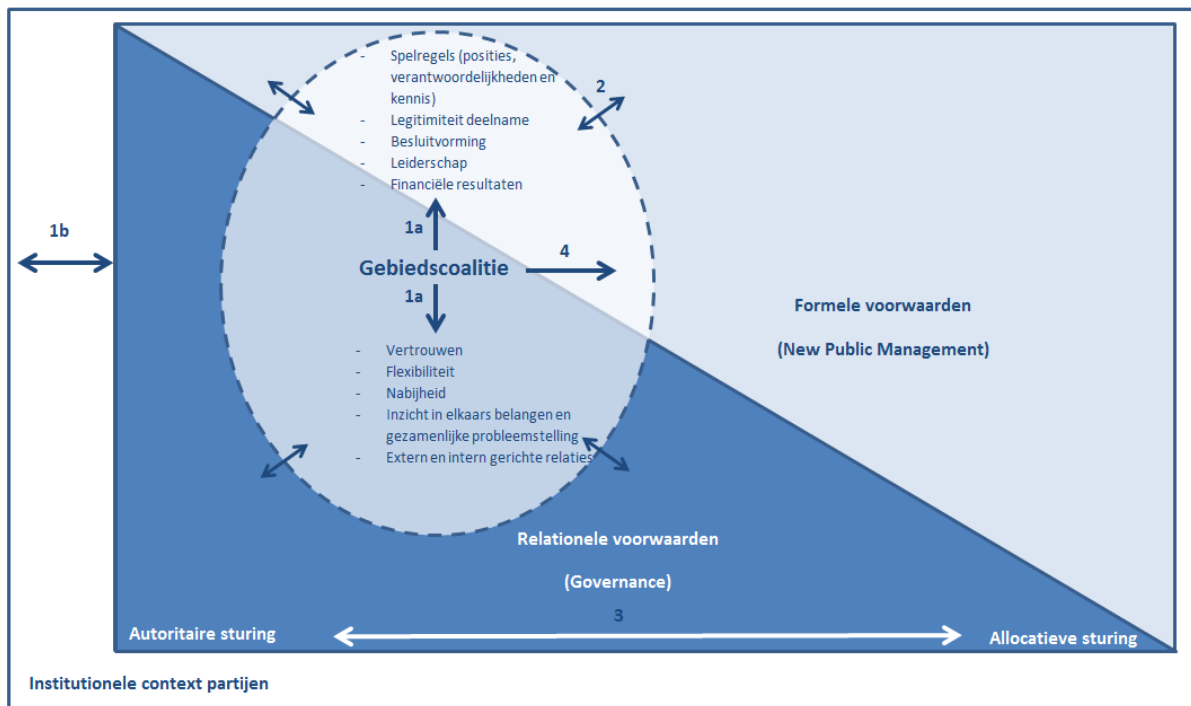 - Spelregels (posities,
verantwoordelijkheden en
kennis)
- Legitimiteit deelname
- Besluitvorming
- Leiderschap
- Financiële resultaten
2
1b
1a
4
Gebiedscoalitie
1a
Formele voorwaarden
(New Public Management)
- Vertrouwen
- Flexibiliteit
- Nabijheid
- Inzicht in elkaars belangen en
gezamenlijke probleemstelling
- Extern en intern gerichte relaties
Relationele voorwaarden
(Governance)
3
Autoritaire sturing
Allocatieve sturing
Institutionele context partijen